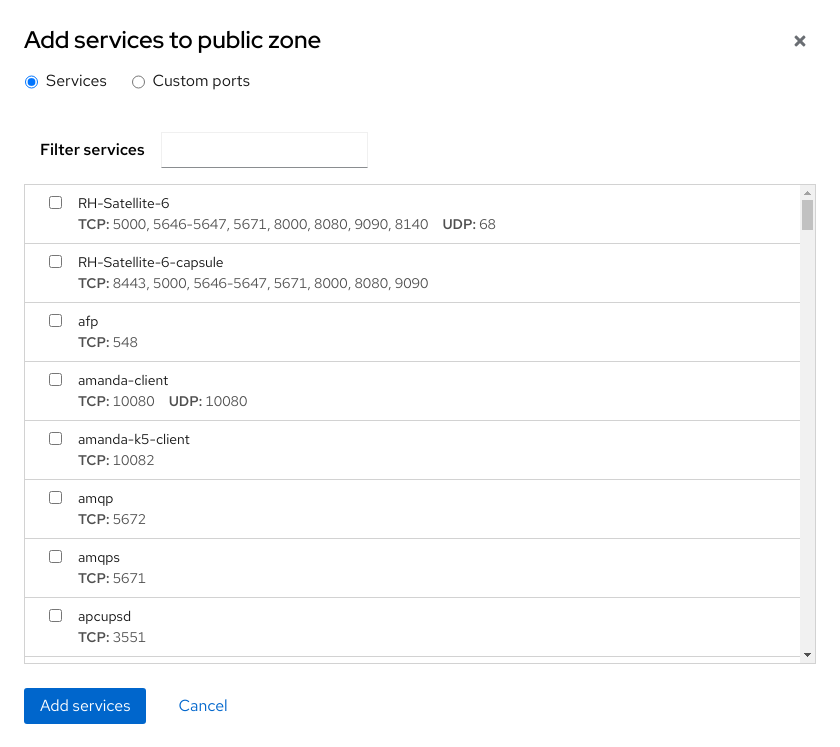 Add services to public zone
Services Custom ports
Filter services
RH-Satellite-6
TCP: 5000, 5646-5647, 5671, 8000, 8080, 9090, 8140 UDP: 68
RH-Satellite-6-capsule
TCP: 8443, 5000, 5646-5647, 5671, 8000, 8080, 9090
afp
TCP: 548
amanda-client
TCP: 10080 UDP: 10080
amanda-k5-client
TCP: 10082
amqp
TCP: 5672
amqps
TCP: 5671
apcupsd
TCP: 3551
Add services Cancel